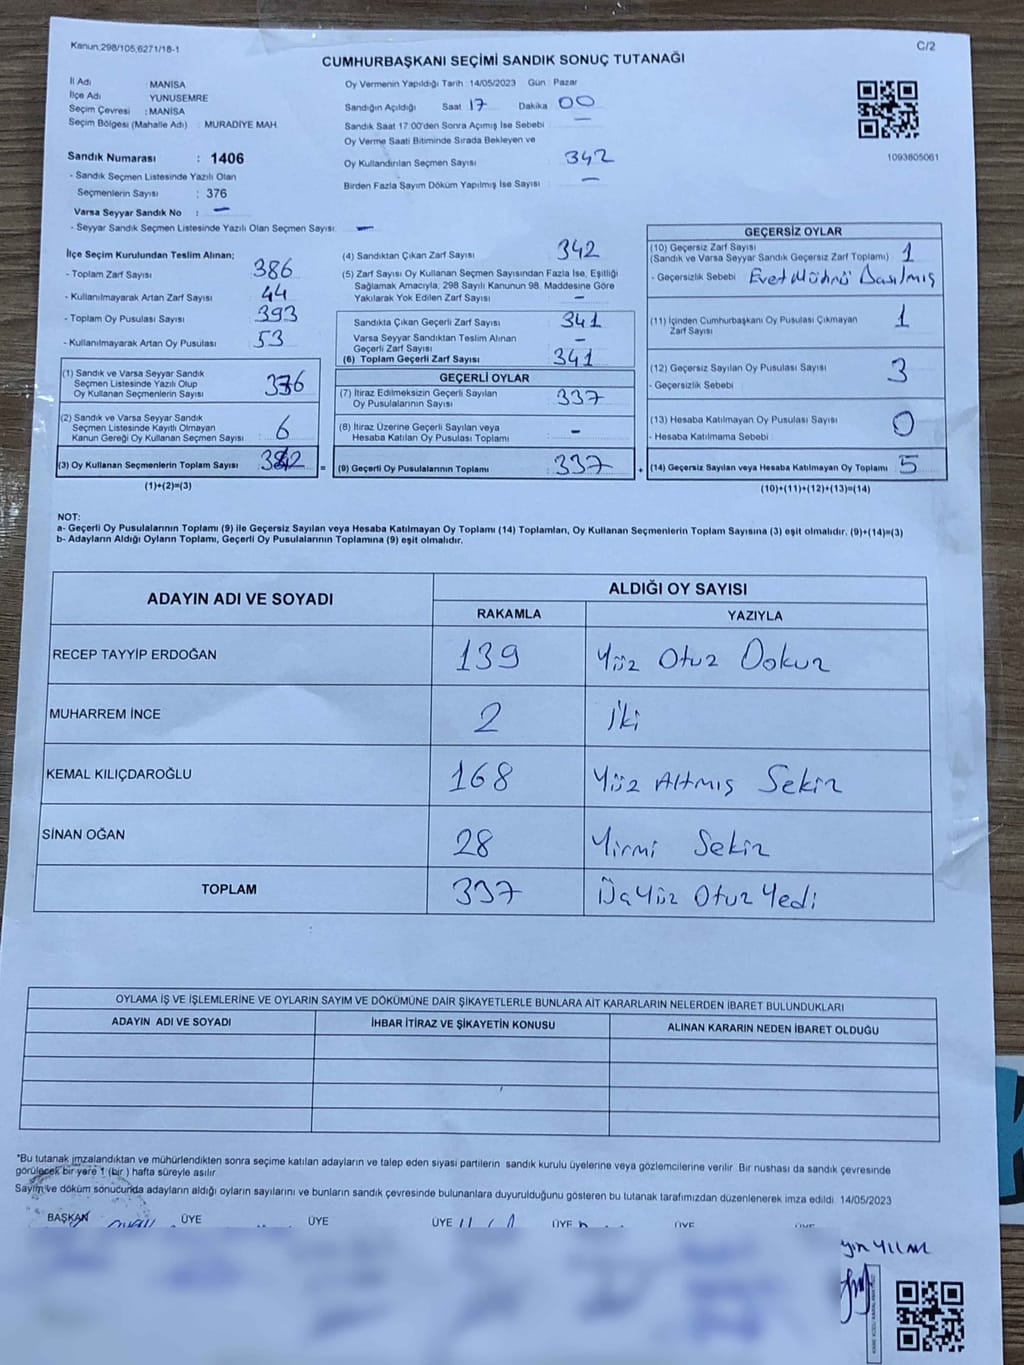 Kanun;298/105,6271/18-1
C/2
CUMHURBAŞKANI SEÇİMİ SANDIK SONUÇ TUTANAĞI
İl Adı : MANİSA
İlçe Adı : YUNUSEMRE
Seçim Çevresi : MANİSA
Seçim Bölgesi (Mahalle Adı) : MURADİYE MAH.
Sandık Numarası : 1406
- Sandık Seçmen Listesinde Yazılı Olan
Seçmenlerin Sayısı : 376
Varsa Seyyar Sandık No : -
- Seyyar Sandık Seçmen Listesinde Yazılı Olan Seçmen Sayısı: -
Oy Vermenin Yapıldığı Tarih : 14/05/2023 Gün : Pazar
Sandığın Açıldığı Saat 17 Dakika 00
Sandık Saat 17:00'den Sonra Açımış İse Sebebi : -
Oy Verme Saati Bitiminde Sırada Bekleyen ve
Oy Kullandırılan Seçmen Sayısı 342
Birden Fazla Sayım Döküm Yapılmış İse Sayısı : -
1093805061
İlçe Seçim Kurulundan Teslim Alınan;
- Toplam Zarf Sayısı 386
- Kullanılmayarak Artan Zarf Sayısı : 44
- Toplam Oy Pusulası Sayısı : 393
- Kullanılmayarak Artan Oy Pusulası : 53
(1) Sandık ve Varsa Seyyar Sandık
Seçmen Listesinde Yazılı Olup
Oy Kullanan Seçmenlerin Sayısı : 336
(2) Sandık ve Varsa Seyyar Sandık
Seçmen Listesinde Kayıtlı Olmayan
Kanun Gereği Oy Kullanan Seçmen Sayısı : 6
(3) Oy Kullanan Seçmenlerin Toplam Sayısı : 342
(1)+(2)=(3)
(4) Sandıktan Çıkan Zarf Sayısı : 342
(5) Zarf Sayısı Oy Kullanan Seçmen Sayısından Fazla İse, Eşitliği
Sağlamak Amacıyla, 298 Sayılı Kanunun 98. Maddesine Göre
Yakılarak Yok Edilen Zarf Sayısı : -
Sandıkta Çıkan Geçerli Zarf Sayısı : 341
Varsa Seyyar Sandıktan Teslim Alınan
Geçerli Zarf Sayısı : -
(6) Toplam Geçerli Zarf Sayısı : 341
GEÇERLİ OYLAR
(7) İtiraz Edilmeksizin Geçerli Sayılan
Oy Pusulalarının Sayısı : 337
(8) İtiraz Üzerine Geçerli Sayılan veya
Hesaba Katılan Oy Pusulası Toplamı : -
= (9) Geçerli Oy Pusulalarının Toplamı : 337 +
GEÇERSİZ OYLAR
(10) Geçersiz Zarf Sayısı
(Sandık ve Varsa Seyyar Sandık Geçersiz Zarf Toplamı) : 1
- Geçersizlik Sebebi : Evet Mührü Basılmış
(11) İçinden Cumhurbaşkanı Oy Pusulası Çıkmayan
Zarf Sayısı : 1
(12) Geçersiz Sayılan Oy Pusulası Sayısı : 3
- Geçersizlik Sebebi :
(13) Hesaba Katılmayan Oy Pusulası Sayısı : 0
- Hesaba Katılmama Sebebi :
(14) Geçersiz Sayılan veya Hesaba Katılmayan Oy Toplamı : 5
(10)+(11)+(12)+(13)=(14)
NOT:
a- Geçerli Oy Pusulalarının Toplamı (9) ile Geçersiz Sayılan veya Hesaba Katılmayan Oy Toplamı (14) Toplamları, Oy Kullanan Seçmenlerin Toplam Sayısına (3) eşit olmalıdır. (9)+(14)=(3)
b- Adayların Aldığı Oyların Toplamı, Geçerli Oy Pusulalarının Toplamına (9) eşit olmalıdır.
ADAYIN ADI VE SOYADI
ALDIĞI OY SAYISI
RAKAMLA YAZIYLA
RECEP TAYYİP ERDOĞAN 139 Yüz Otuz Dokuz
MUHARREM İNCE 2 İki
KEMAL KILIÇDAROĞLU 168 Yüz Altmış Sekiz
SİNAN OĞAN 28 Yirmi Sekiz
TOPLAM 337 Üçyüz Otuz Yedi
OYLAMA İŞ VE İŞLEMLERİNE VE OYLARIN SAYIM VE DÖKÜMÜNE DAİR ŞİKAYETLERLE BUNLARA AİT KARARLARIN NELERDEN İBARET BULUNDUKLARI
ADAYIN ADI VE SOYADI İHBAR İTİRAZ VE ŞİKAYETİN KONUSU ALINAN KARARIN NEDEN İBARET OLDUĞU
*Bu tutanak imzalandıktan ve mühürlendikten sonra seçime katılan adayların ve talep eden siyasi partilerin sandık kurulu üyelerine veya gözlemcilerine verilir. Bir nushası da sandık çevresinde
görülecek bir yere 1 (bir ) hafta süreyle asılır.
Sayım ve döküm sonucunda adayların aldığı oyların sayılarını ve bunların sandık çevresinde bulunanlara duyurulduğunu gösteren bu tutanak tarafımızdan düzenlenerek imza edildi. 14/05/2023
BAŞKAN ÜYE ÜYE ÜYE ÜYE ÜYE